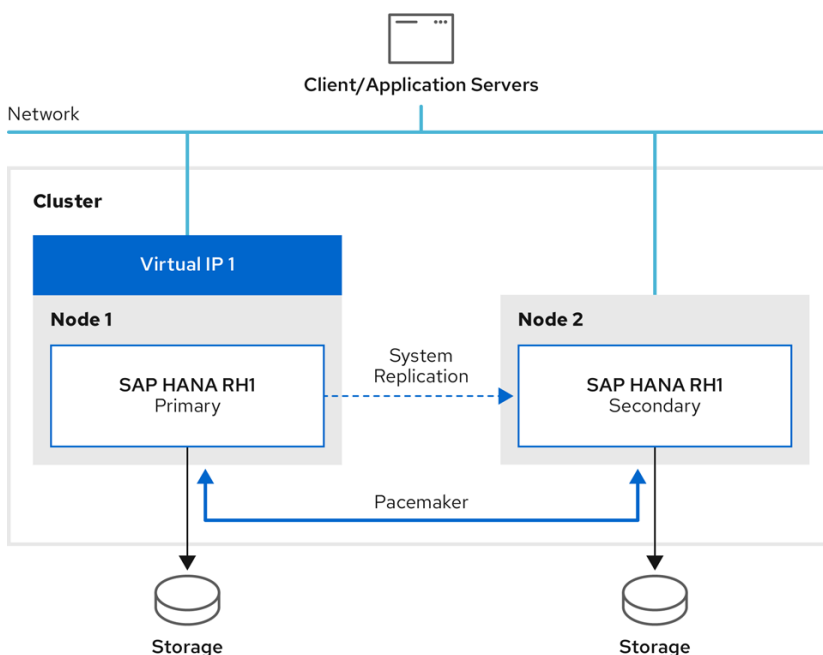 Client/Application Servers
Network
Cluster
Virtual IP 1
Node 1
Node 2
System
Replication
SAP HANA RH1
Primary
SAP HANA RH1
Secondary
Pacemaker
Storage
Storage